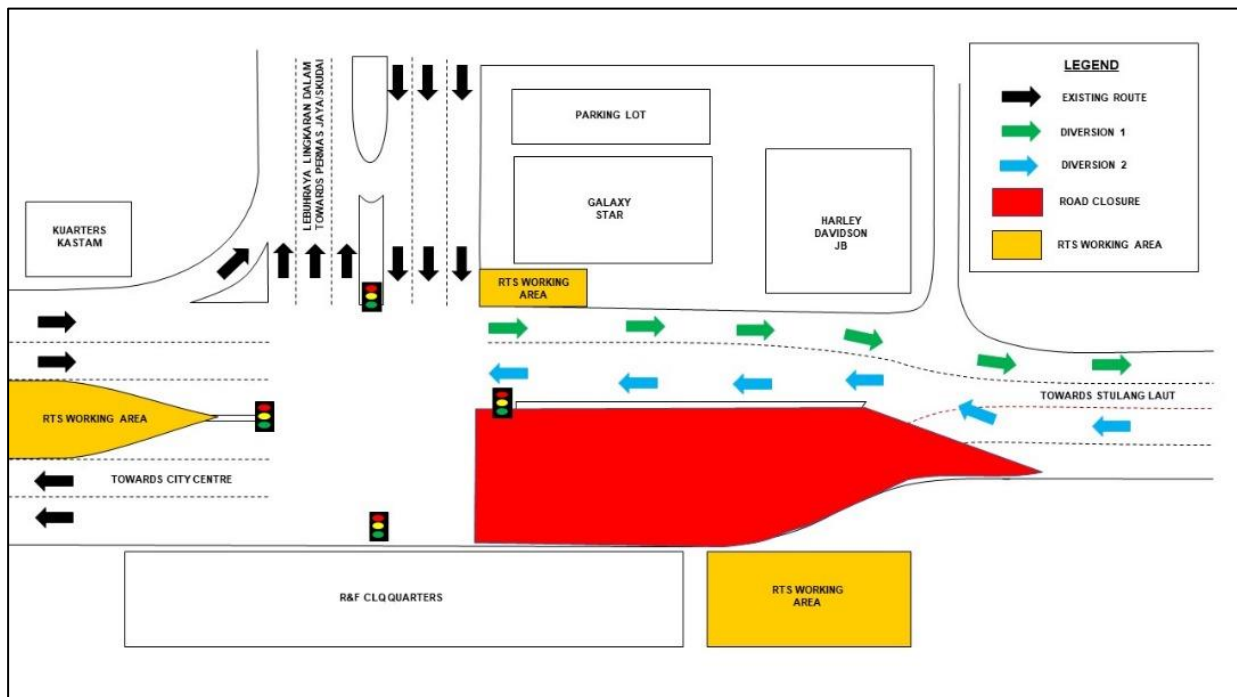 LEGEND
EXISTING ROUTE
DIVERSION 1
DIVERSION 2
ROAD CLOSURE
RTS WORKING AREA
LEBUHRAYA LINGKARAN DALAM
TOWARDS PERMAS JAYA/SKUDAI
PARKING LOT
GALAXY
STAR
HARLEY
DAVIDSON
JB
KUARTERS
KASTAM
RTS WORKING
AREA
TOWARDS STULANG LAUT
RTS WORKING AREA
TOWARDS CITY CENTRE
R&F CLQ QUARTERS
RTS WORKING
AREA